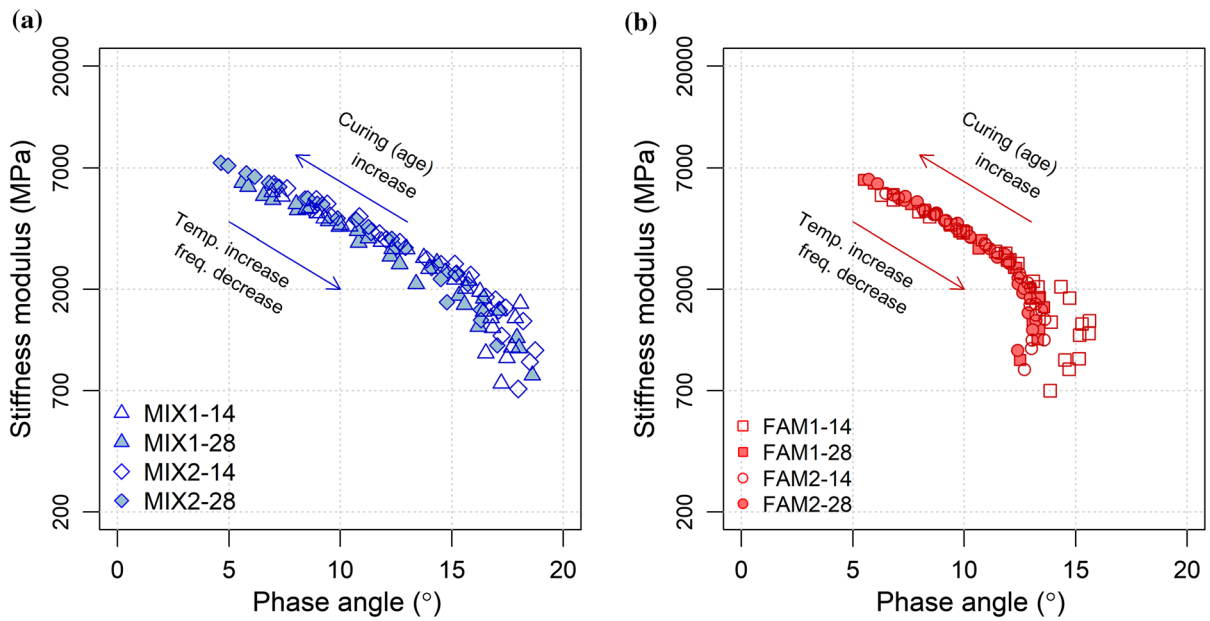 (a)
20000
7000
2000
700
200
Stiffness modulus (MPa)
Curing (age)
increase
Temp. increase
freq. decrease
MIX1-14
MIX1-28
MIX2-14
MIX2-28
0 5 10 15 20
Phase angle (°)
(b)
20000
7000
2000
700
200
Stiffness modulus (MPa)
Curing (age)
increase
Temp. increase
freq. decrease
FAM1-14
FAM1-28
FAM2-14
FAM2-28
0 5 10 15 20
Phase angle (°)